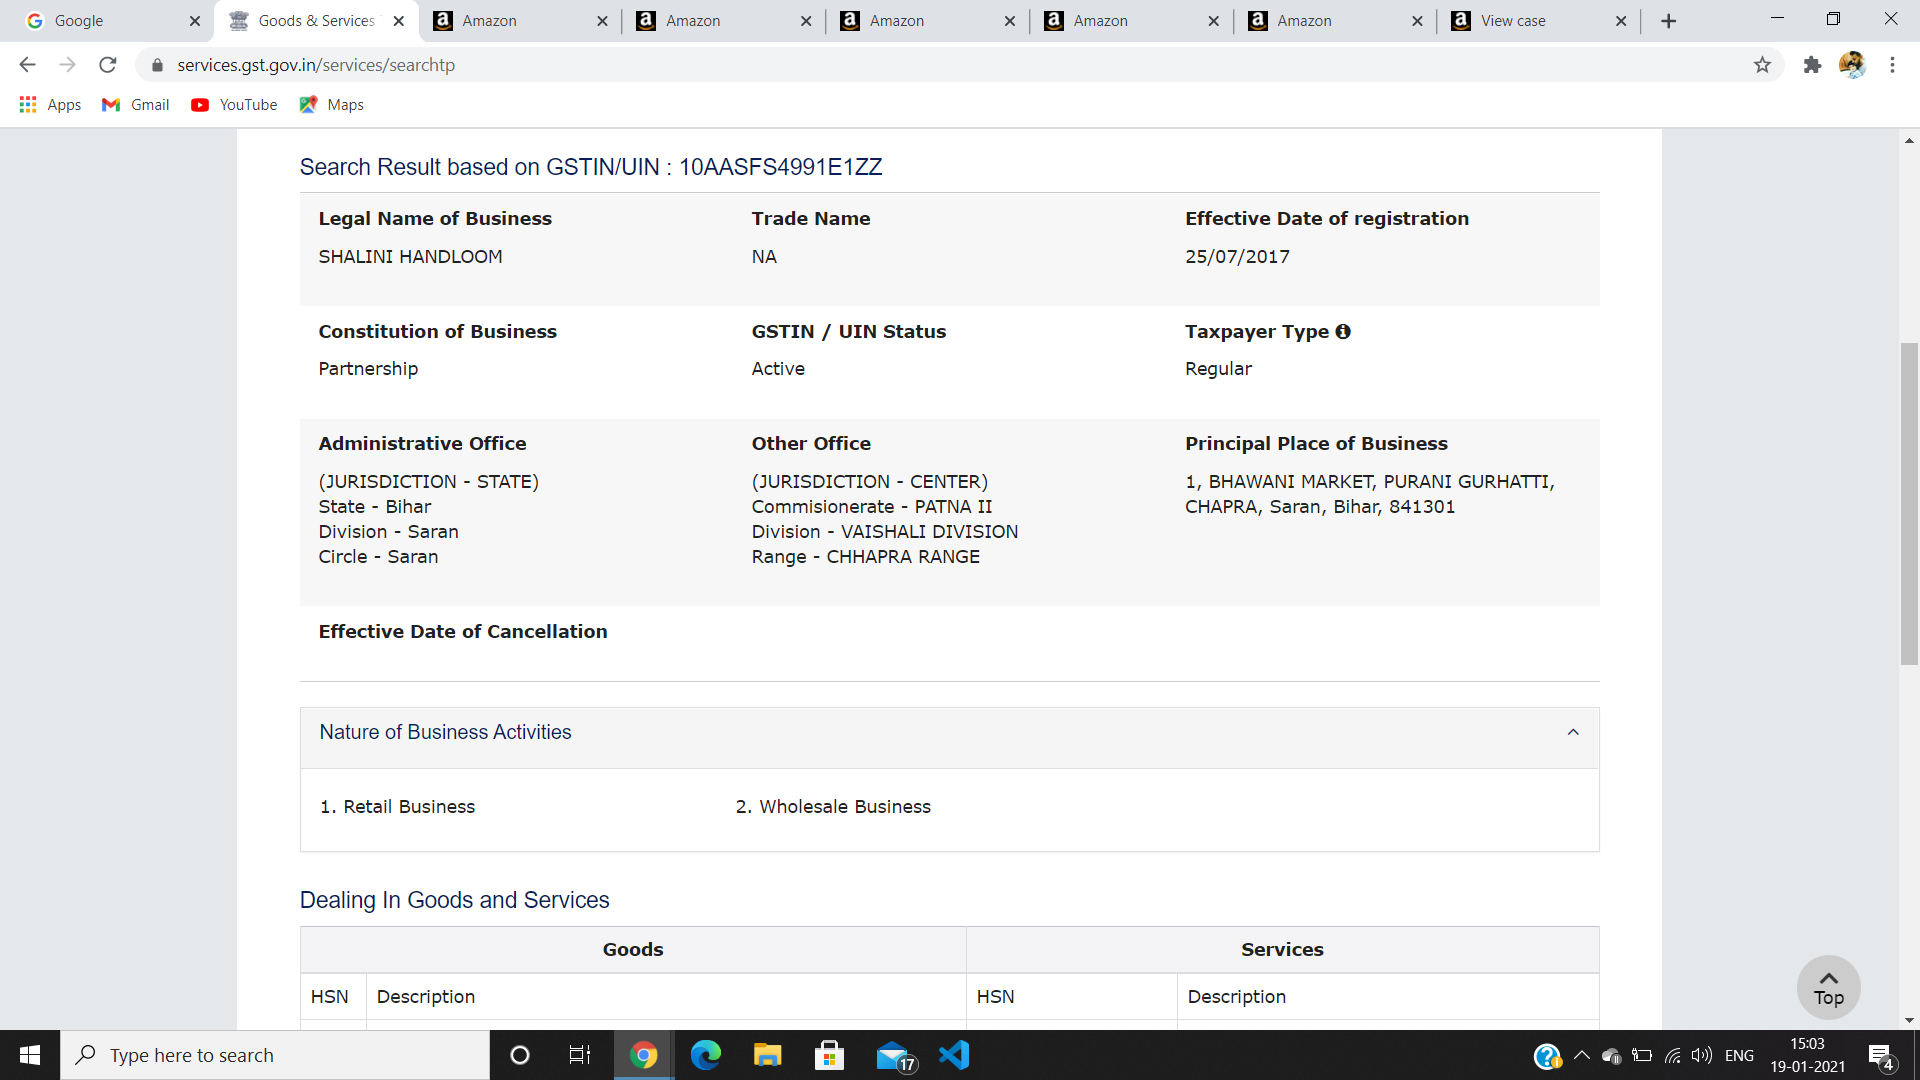 Google
Goods & Services
Amazon
Amazon
Amazon
Amazon
Amazon
View case
services.gst.gov.in/services/searchtp
Apps
Gmail
YouTube
Maps
Search Result based on GSTIN/UIN : 10AASFS4991E1ZZ
Legal Name of Business
Trade Name
Effective Date of registration
SHALINI HANDLOOM
NA
25/07/2017
Constitution of Business
GSTIN / UIN Status
Taxpayer Type
Partnership
Active
Regular
Administrative Office
Other Office
Principal Place of Business
(JURISDICTION - STATE)
State - Bihar
Division - Saran
Circle - Saran
(JURISDICTION - CENTER)
Commisionerate - PATNA II
Division - VAISHALI DIVISION
Range - CHHAPRA RANGE
1, BHAWANI MARKET, PURANI GURHATTI,
CHAPRA, Saran, Bihar, 841301
Effective Date of Cancellation
Nature of Business Activities
1. Retail Business
2. Wholesale Business
Dealing In Goods and Services
Goods
Services
HSN
Description
HSN
Description
Top
Type here to search
17
ENG
15:03
19-01-2021
4